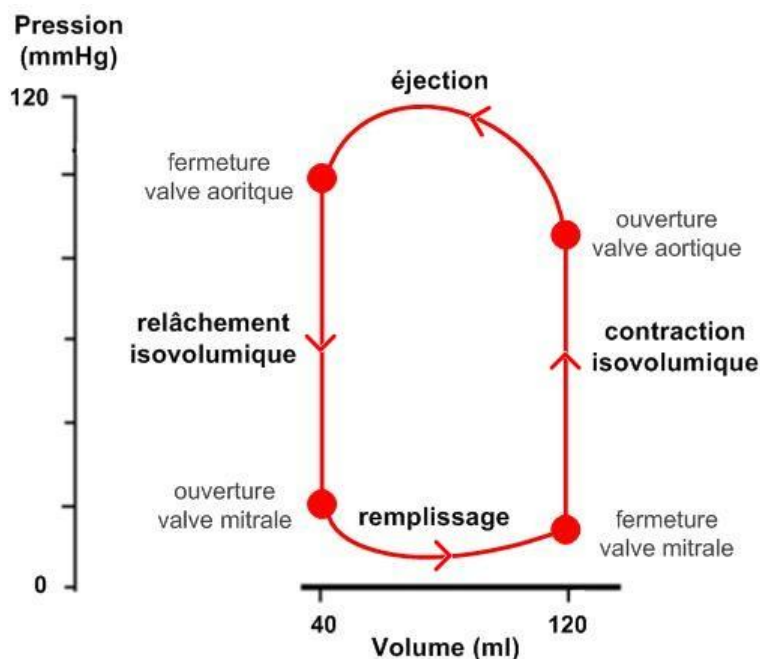 Pression
(mmHg)
120
éjection
fermeture
valve aoritque
ouverture
valve aortique
relâchement
isovolumique
contraction
isovolumique
ouverture
valve mitrale
remplissage
fermeture
valve mitrale
0
40
120
Volume (ml)